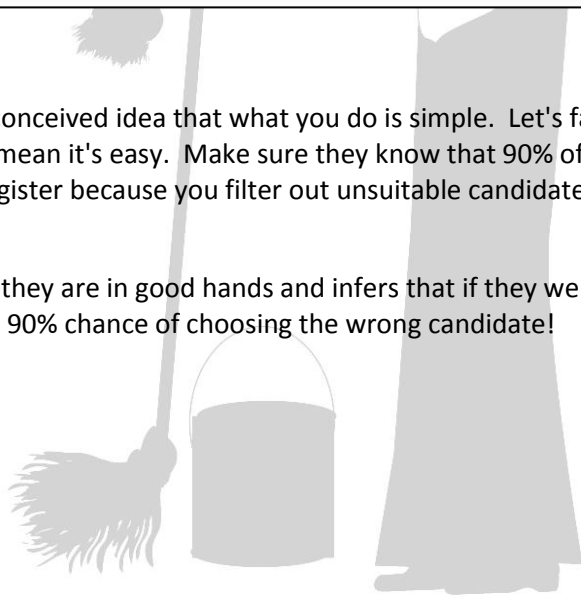 onceived idea that what you do is simple.  Let's fa
mean it's easy.  Make sure they know that 90% of
gister because you filter out unsuitable candidate
they are in good hands and infers that if they we
90% chance of choosing the wrong candidate!